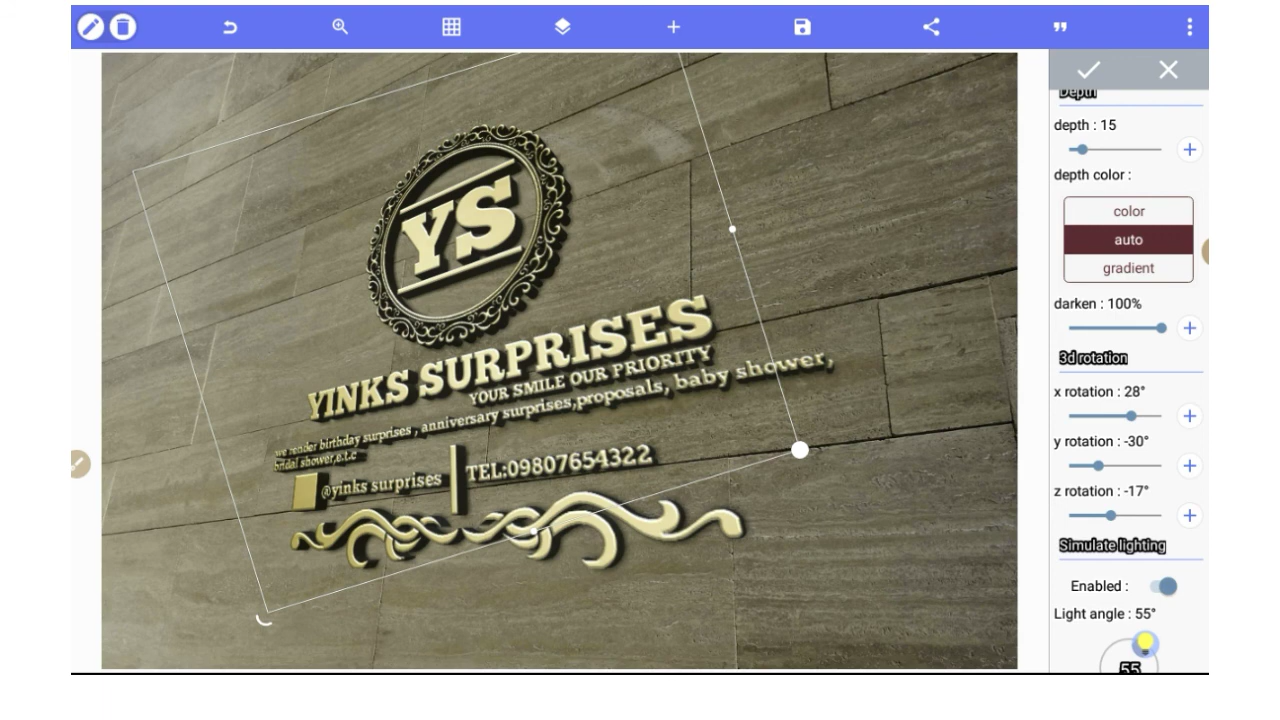 YS
YINKS SURPRISES
YOUR SMILE OUR PRIORITY
we render birthday surprises , anniversary surprises,proposals, baby shower,
bridal shower,e.t.c
@yinks surprises
TEL:09807654322
Depth
depth : 15
depth color :
color
auto
gradient
darken : 100%
3d rotation
x rotation : 28°
y rotation : -30°
z rotation : -17°
Simulate lighting
Enabled :
Light angle : 55°
55